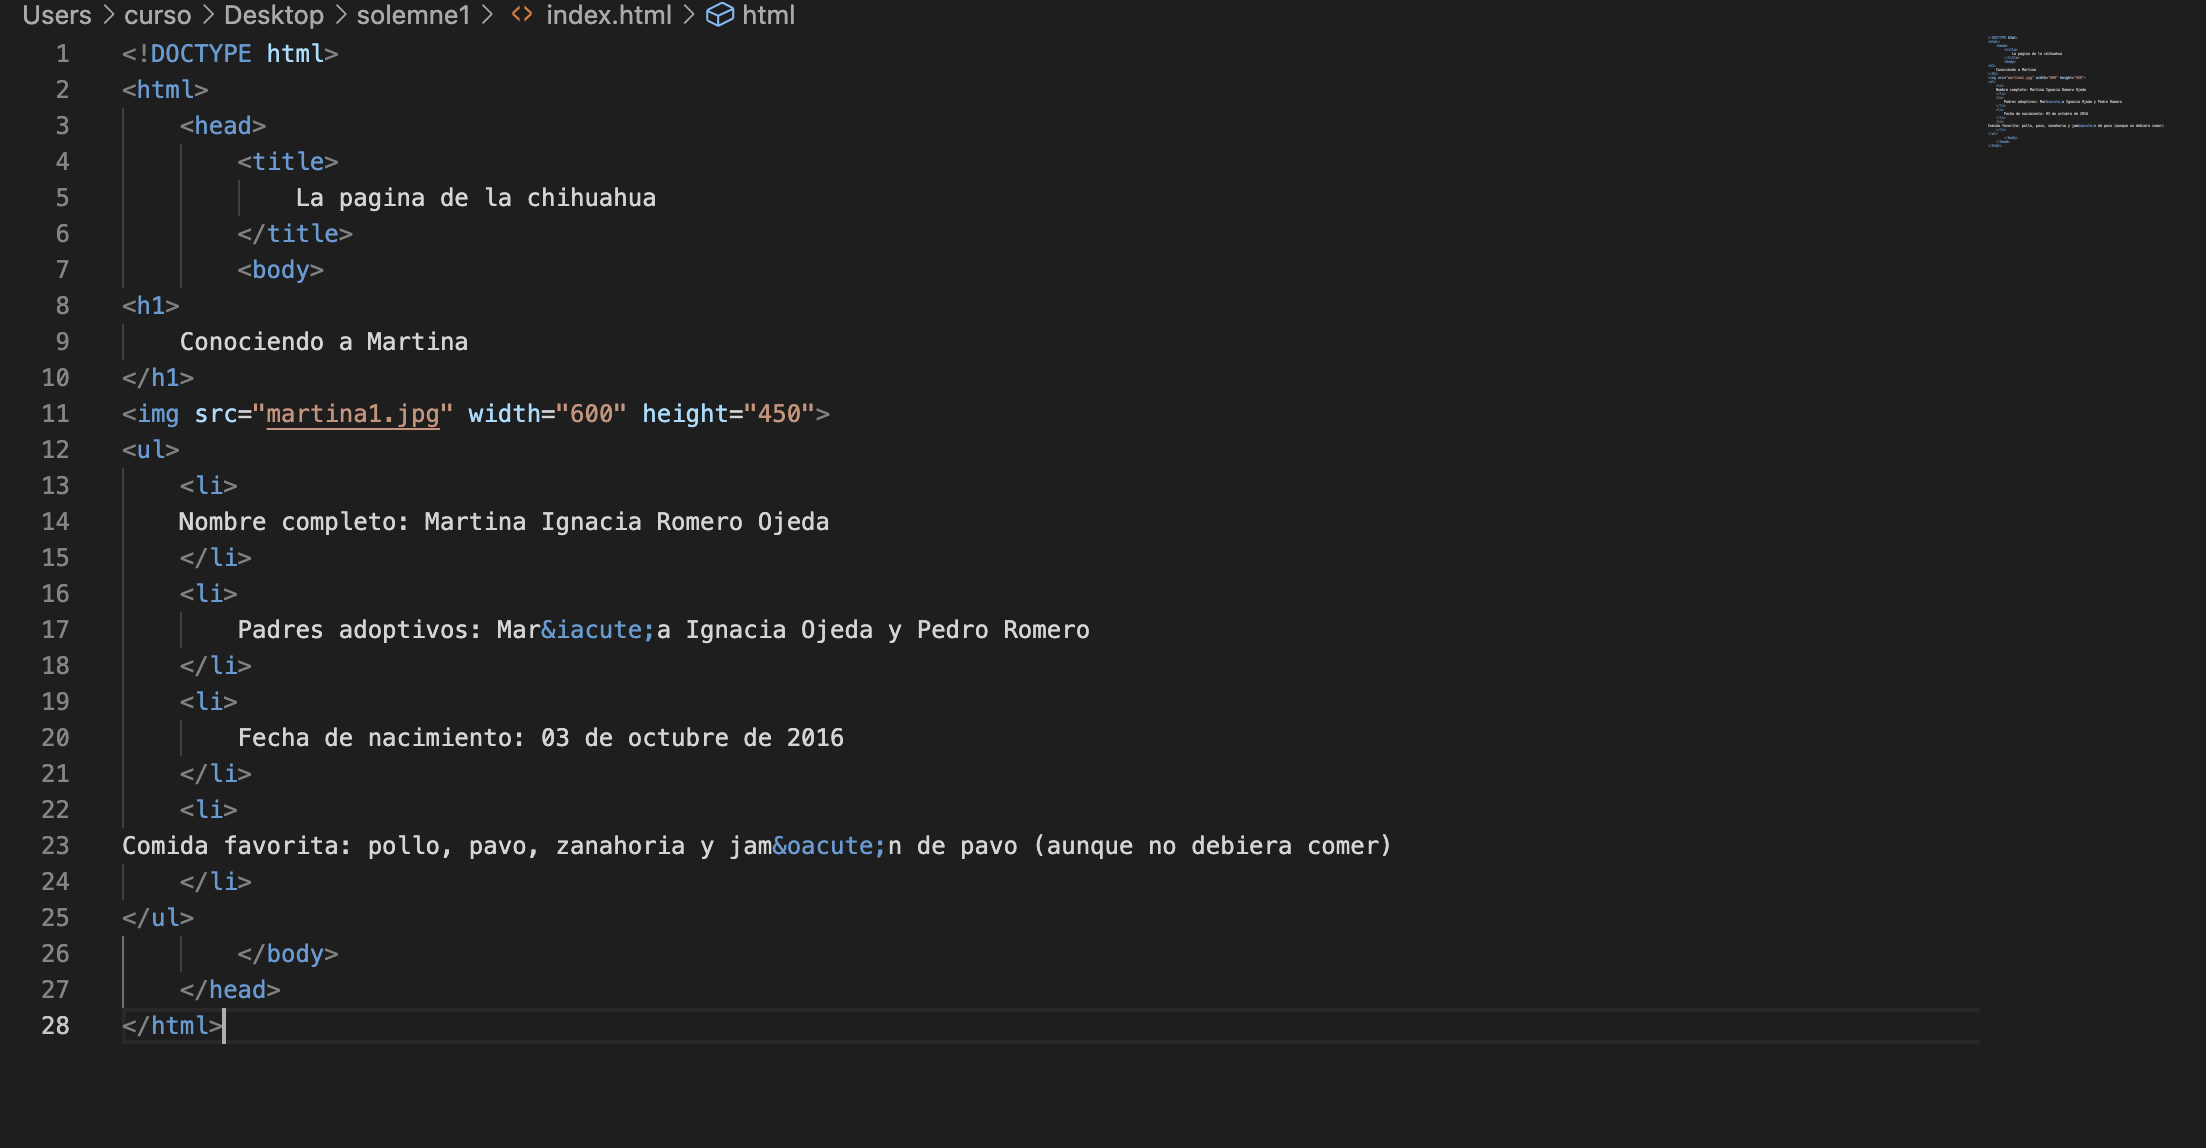 Users > curso > Desktop > solemne1 > <> index.html > html
1 <!DOCTYPE html>
2 <html>
3     <head>
4         <title>
5             La pagina de la chihuahua
6         </title>
7         <body>
8 <h1>
9     Conociendo a Martina
10 </h1>
11 <img src="martina1.jpg" width="600" height="450">
12 <ul>
13     <li>
14     Nombre completo: Martina Ignacia Romero Ojeda
15     </li>
16     <li>
17         Padres adoptivos: Mar&iacute;a Ignacia Ojeda y Pedro Romero
18     </li>
19     <li>
20         Fecha de nacimiento: 03 de octubre de 2016
21     </li>
22     <li>
23 Comida favorita: pollo, pavo, zanahoria y jam&oacute;n de pavo (aunque no debiera comer)
24     </li>
25 </ul>
26         </body>
27     </head>
28 </html>